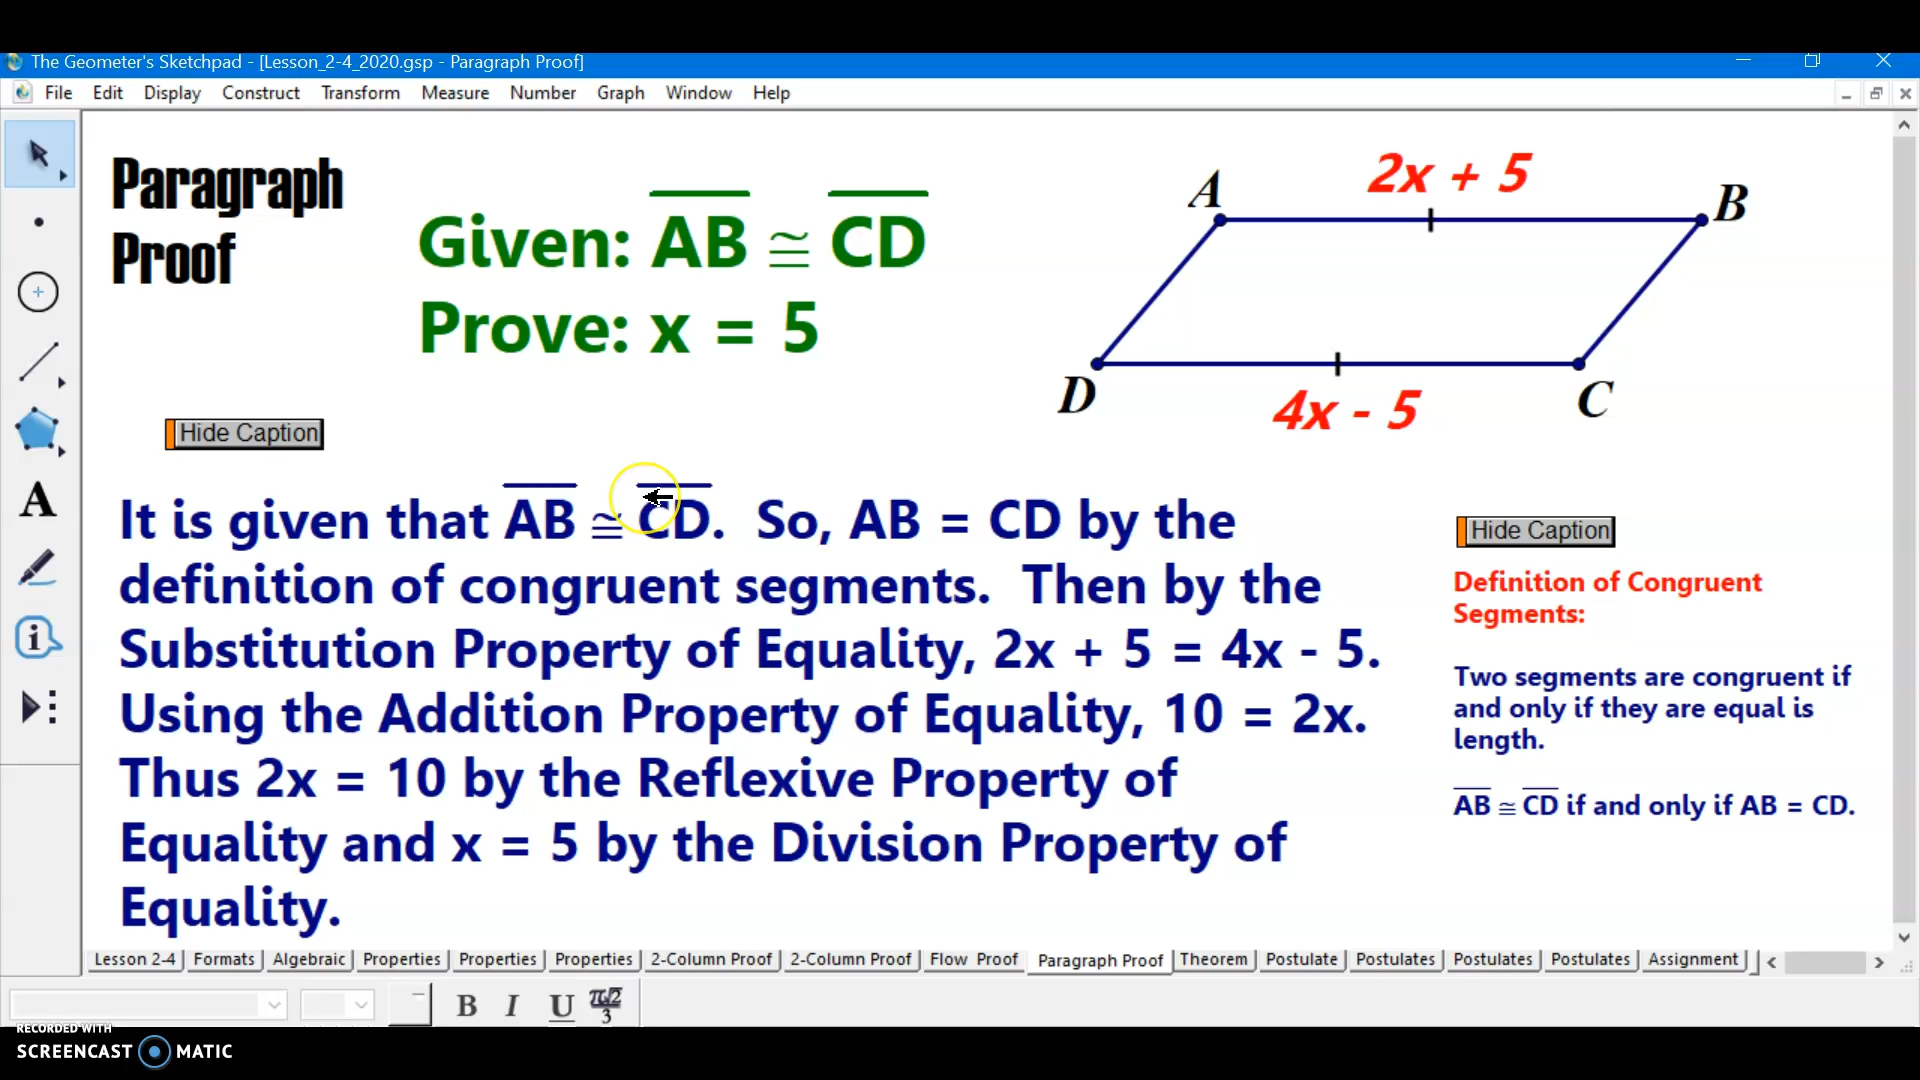 The Geometer's Sketchpad - [Lesson_2-4_2020.gsp - Paragraph Proof]
File Edit Display Construct Transform Measure Number Graph Window Help
Paragraph
Proof
Given: AB ≅ CD
Prove: x = 5
A
2x + 5
B
D
4x - 5
C
Hide Caption
It is given that AB ≅ CD. So, AB = CD by the
definition of congruent segments. Then by the
Substitution Property of Equality, 2x + 5 = 4x - 5.
Using the Addition Property of Equality, 10 = 2x.
Thus 2x = 10 by the Reflexive Property of
Equality and x = 5 by the Division Property of
Equality.
Hide Caption
Definition of Congruent
Segments:
Two segments are congruent if
and only if they are equal is
length.
AB ≅ CD if and only if AB = CD.
A
i
Lesson 2-4 Formats Algebraic Properties Properties Properties 2-Column Proof 2-Column Proof Flow Proof Paragraph Proof Theorem Postulate Postulates Postulates Postulates Assignment
B I U
RECORDED WITH
SCREENCAST MATIC